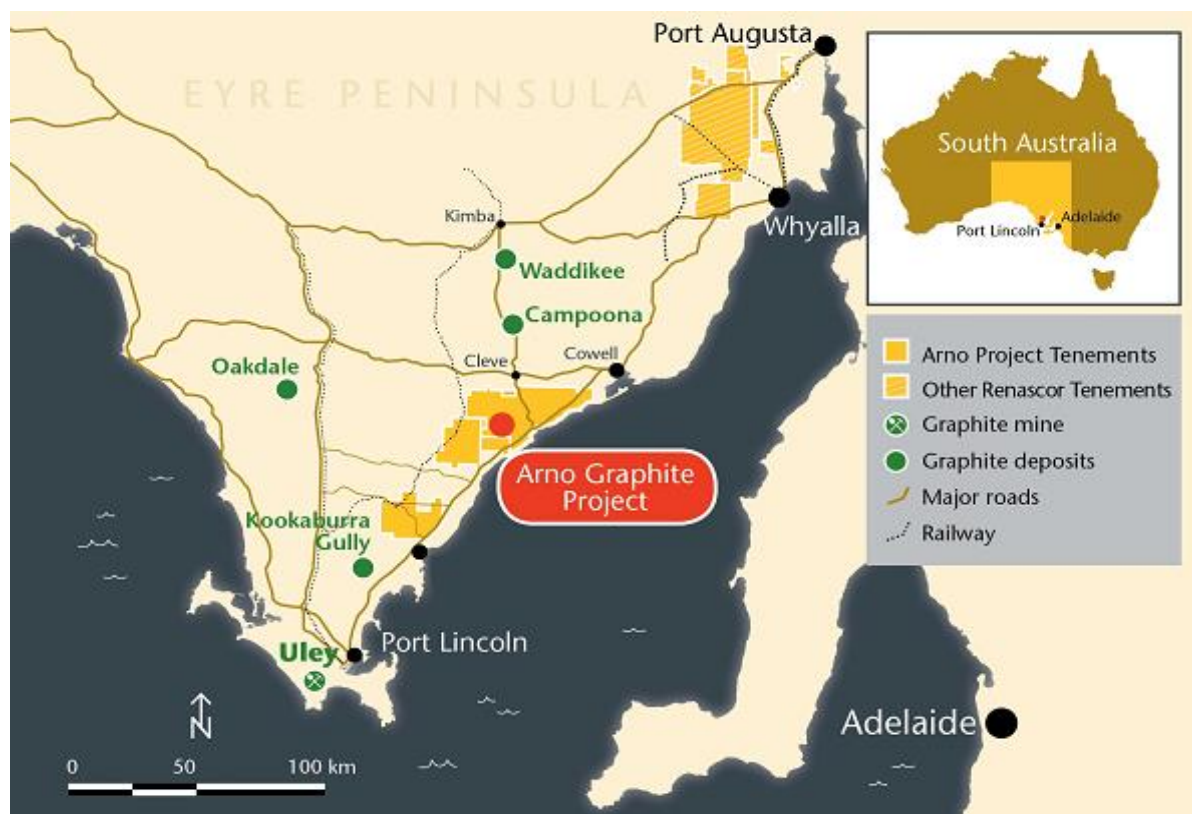 Port Augusta
EYRE PENINSULA
South Australia
Adelaide
Port Lincoln
Kimba
Whyalla
Waddikee
Campoona
Cleve
Cowell
Oakdale
Arno Graphite
Project
Kookaburra
Gully
Uley
Port Lincoln
Adelaide
N
0 50 100 km
Arno Project Tenements
Other Renascor Tenements
Graphite mine
Graphite deposits
Major roads
Railway